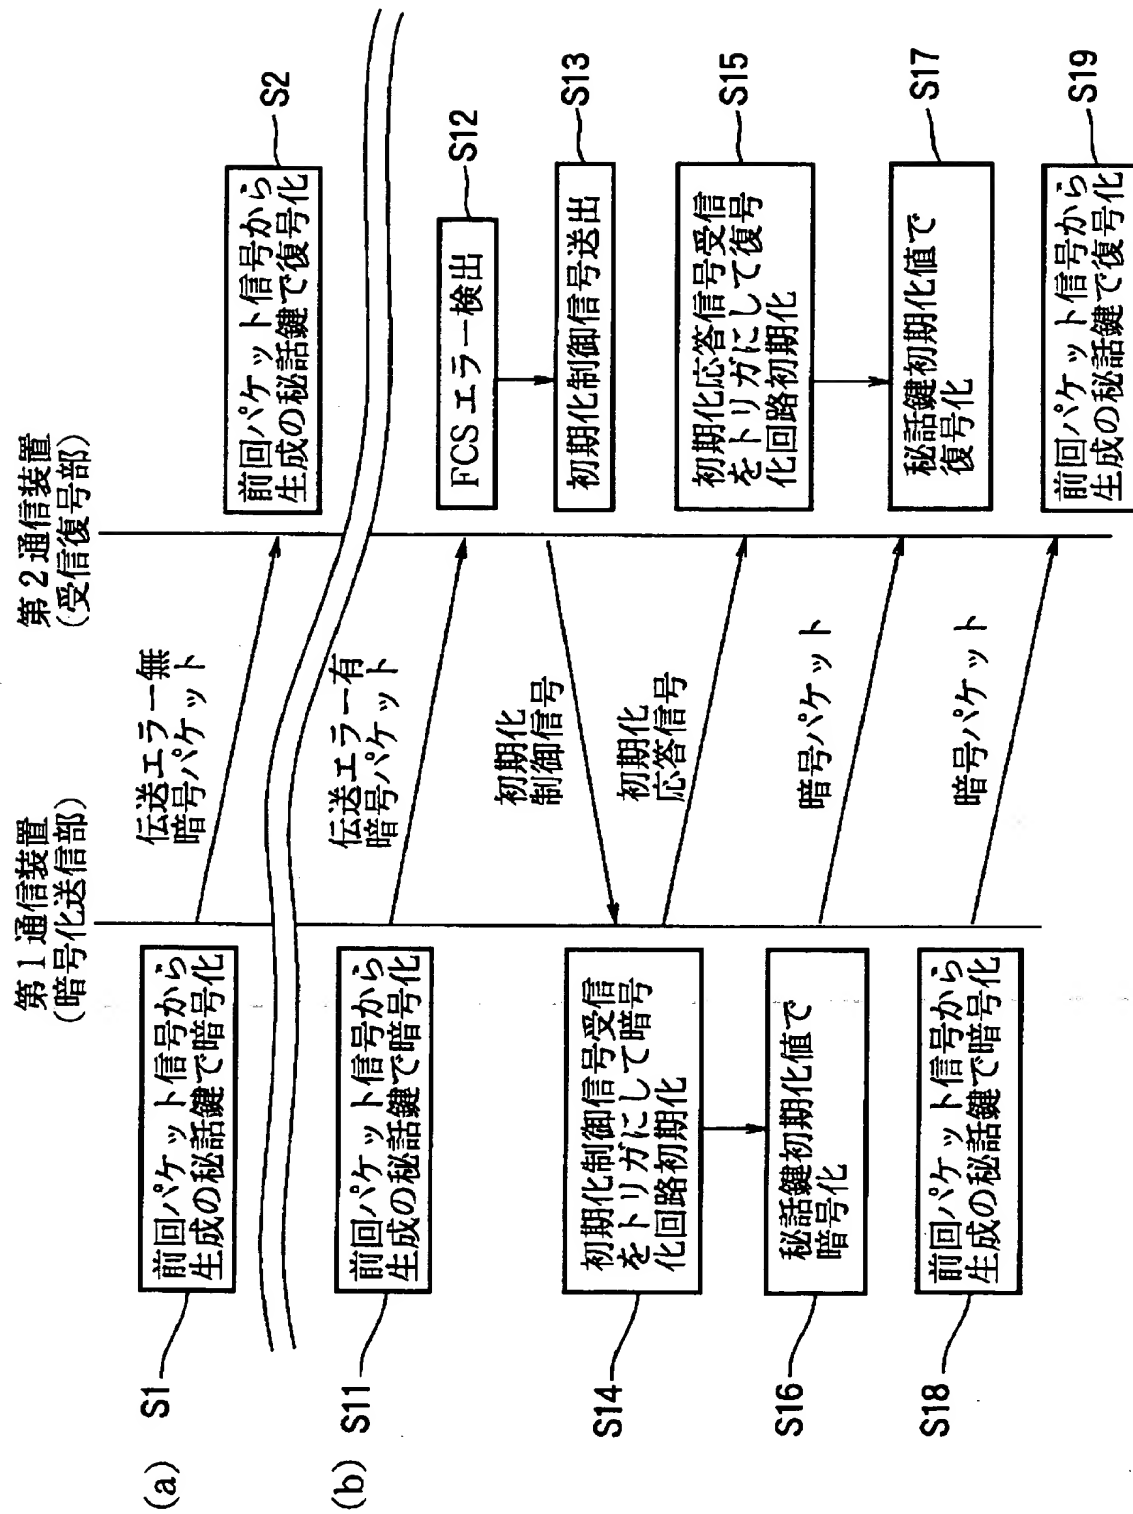 第1通信装置
(暗号化送信部)
第2通信装置
(受信復号部)
(a)
S1
前回パケット信号から
生成の秘話鍵で暗号化
伝送エラー無
暗号パケット
前回パケット信号から
生成の秘話鍵で復号化
S2
(b)
S11
前回パケット信号から
生成の秘話鍵で暗号化
伝送エラー有
暗号パケット
FCSエラー検出
S12
初期化制御信号送出
S13
初期化
制御信号
S14
初期化制御信号受信
をトリガにして暗号
化回路初期化
初期化
応答信号
初期化応答信号受信
をトリガにして復号
化回路初期化
S15
S16
秘話鍵初期化値で
暗号化
暗号パケット
秘話鍵初期化値で
復号化
S17
S18
前回パケット信号から
生成の秘話鍵で暗号化
暗号パケット
前回パケット信号から
生成の秘話鍵で復号化
S19